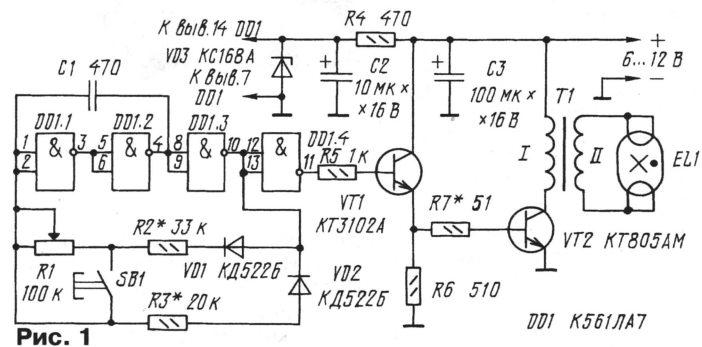 К выв.14 DD1
R4 470
+
6...12 В
−
VD3 КС168А
К выв.7
DD1
+
C2
10 мк ×
×16 В
+
C3
100 мк ×
×16 В
T1
C1 470
DD1.1
DD1.2
DD1.3
DD1.4
1
2
&
3
5
6
&
4
8
9
&
10
12
13
&
11
R5 1к
VT1
КТ3102А
I
II
EL1
R7* 51
VT2 КТ805АМ
R1
100 к
SB1
R2* 33 к
VD1 КД522Б
VD2
КД522Б
R3* 20 к
R6 510
DD1 К561ЛА7
Рис. 1